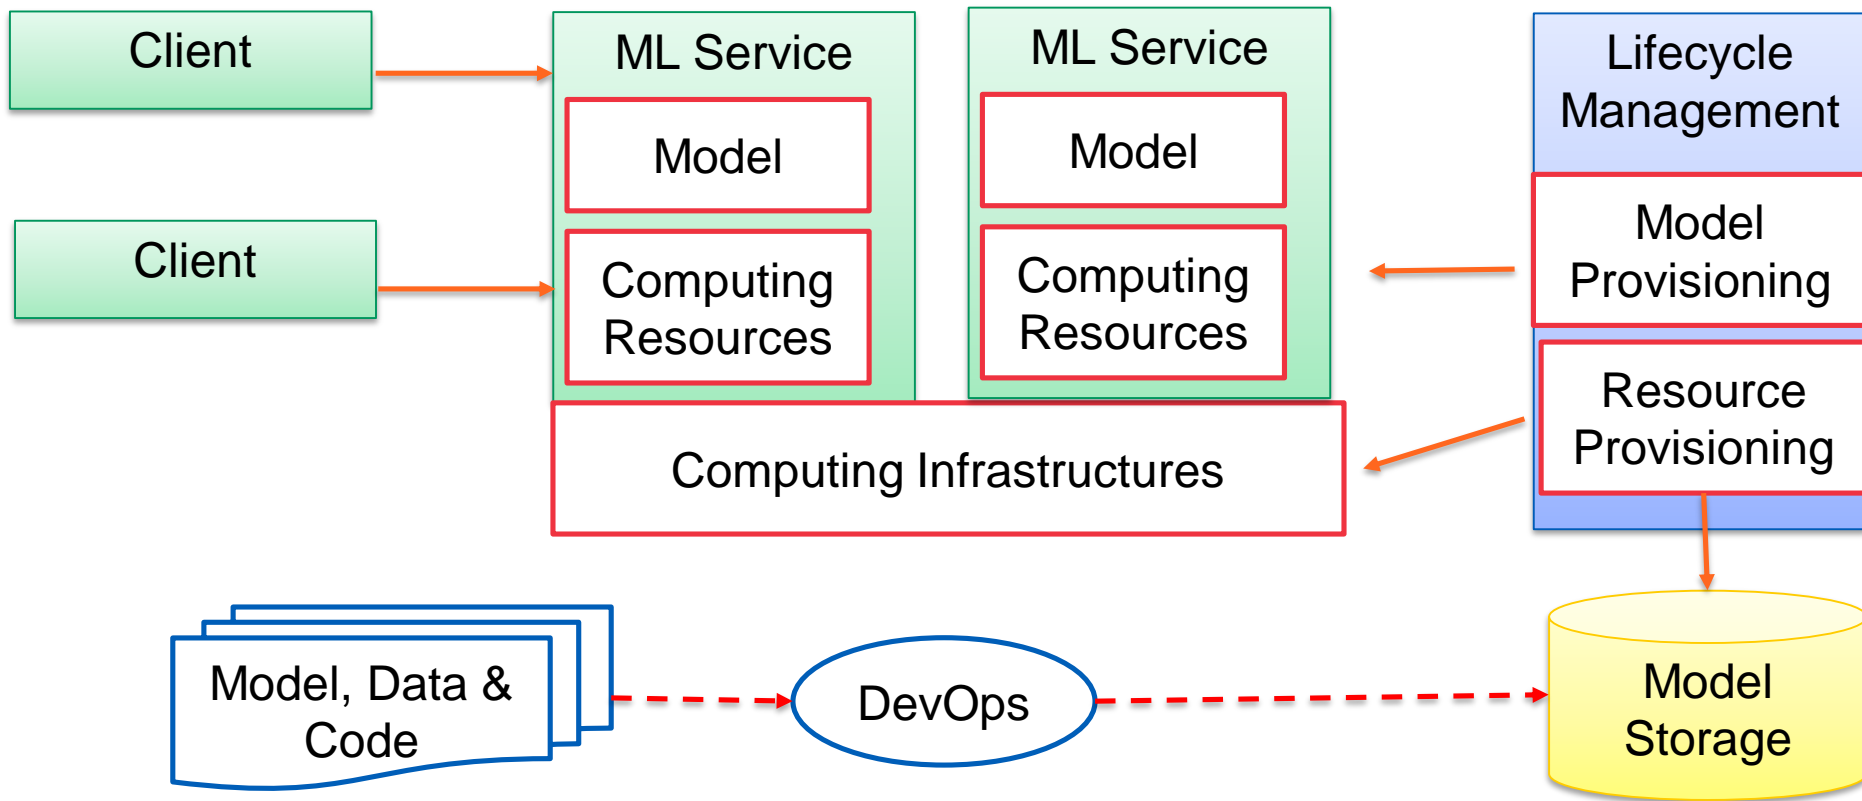 Client
ML Service
Model
Computing
Resources
ML Service
Model
Computing
Resources
Lifecycle
Management
Model
Provisioning
Resource
Provisioning
Client
Computing Infrastructures
Model, Data &
Code
DevOps
Model
Storage